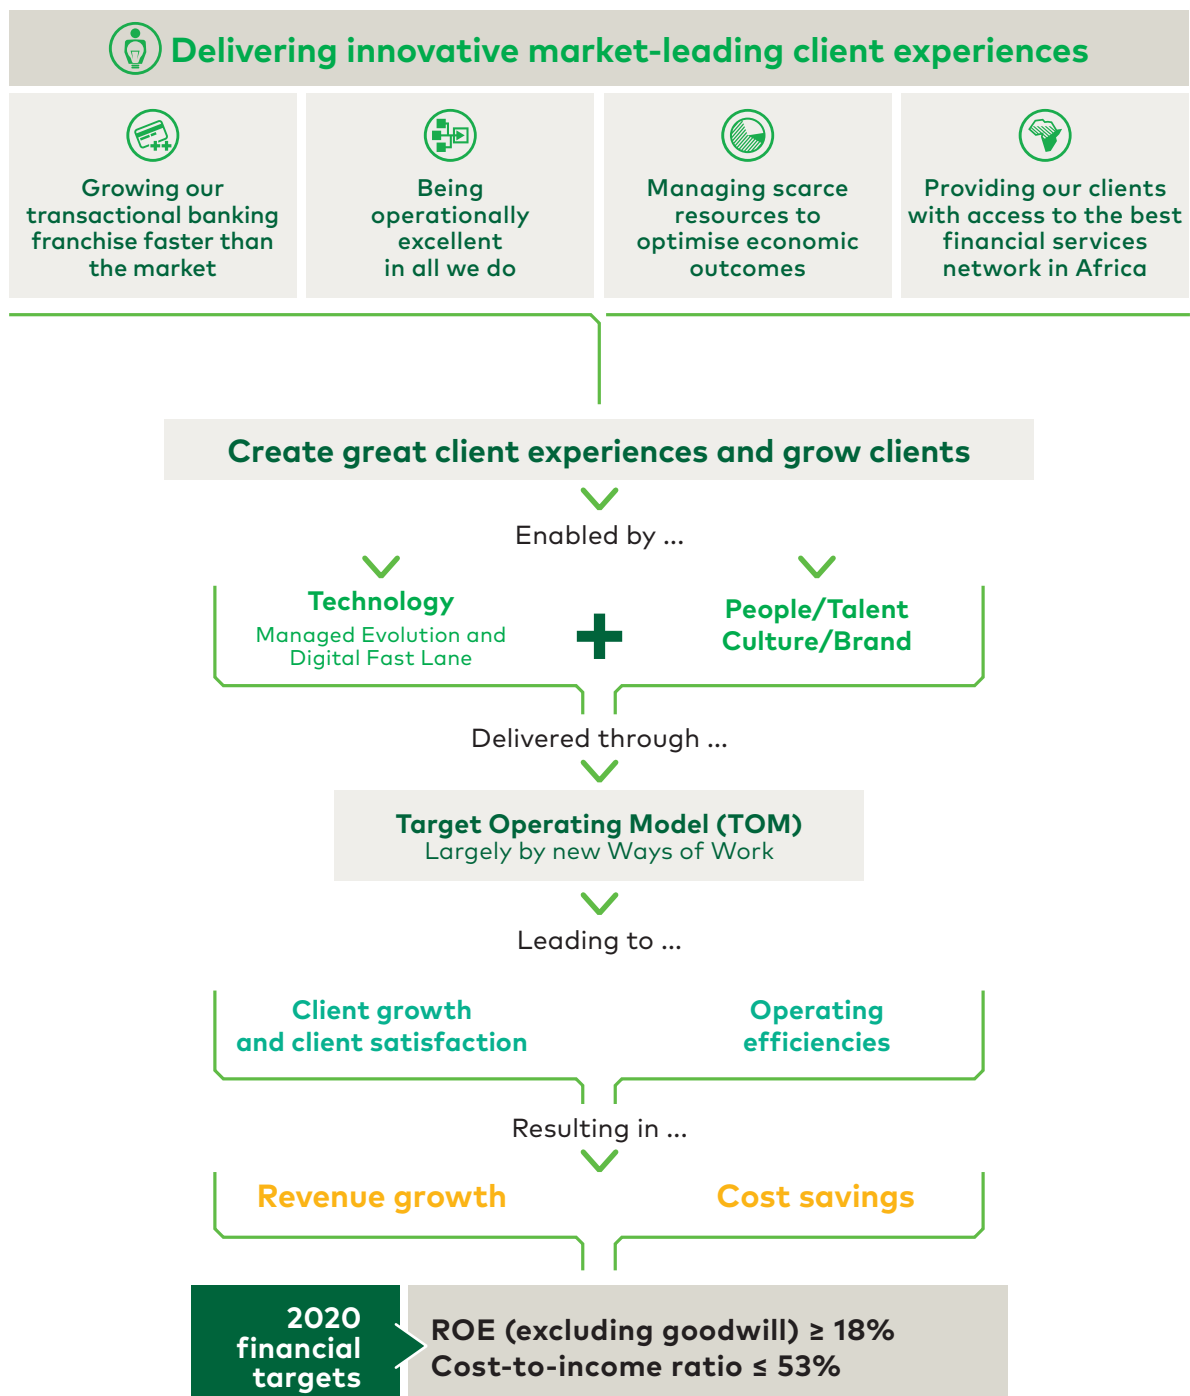 Delivering innovative market-leading client experiences
Growing our
transactional banking
franchise faster than
the market
Being
operationally
excellent
in all we do
Managing scarce
resources to
optimise economic
outcomes
Providing our clients
with access to the best
financial services
network in Africa
Create great client experiences and grow clients
Enabled by ...
Technology
Managed Evolution and
Digital Fast Lane
People/Talent
Culture/Brand
Delivered through ...
Target Operating Model (TOM)
Largely by new Ways of Work
Leading to ...
Client growth
and client satisfaction
Operating
efficiencies
Resulting in ...
Revenue growth
Cost savings
2020
financial
targets
ROE (excluding goodwill) ≥ 18%
Cost-to-income ratio ≤ 53%